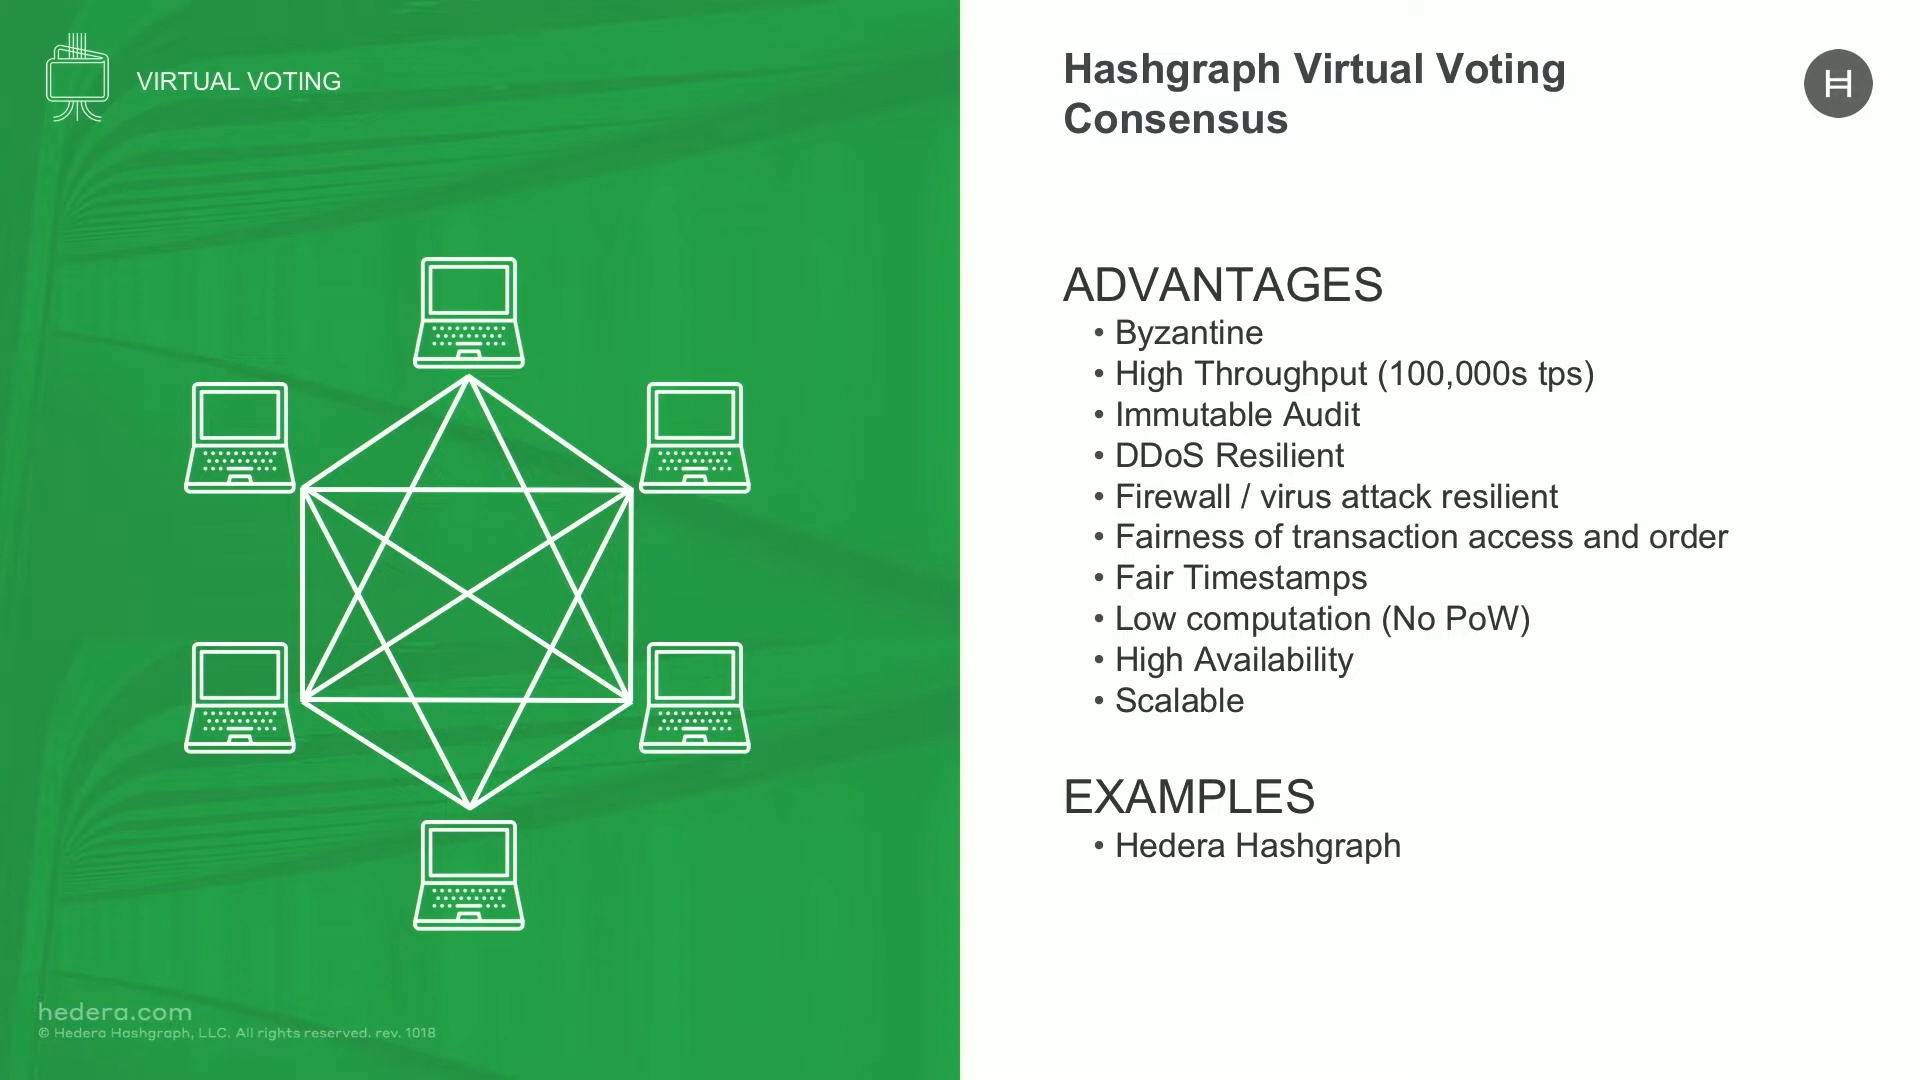 VIRTUAL VOTING
hedera.com
© Hedera Hashgraph, LLC. All rights reserved. rev. 1018
Hashgraph Virtual Voting
Consensus
H
ADVANTAGES
• Byzantine
• High Throughput (100,000s tps)
• Immutable Audit
• DDoS Resilient
• Firewall / virus attack resilient
• Fairness of transaction access and order
• Fair Timestamps
• Low computation (No PoW)
• High Availability
• Scalable
EXAMPLES
• Hedera Hashgraph